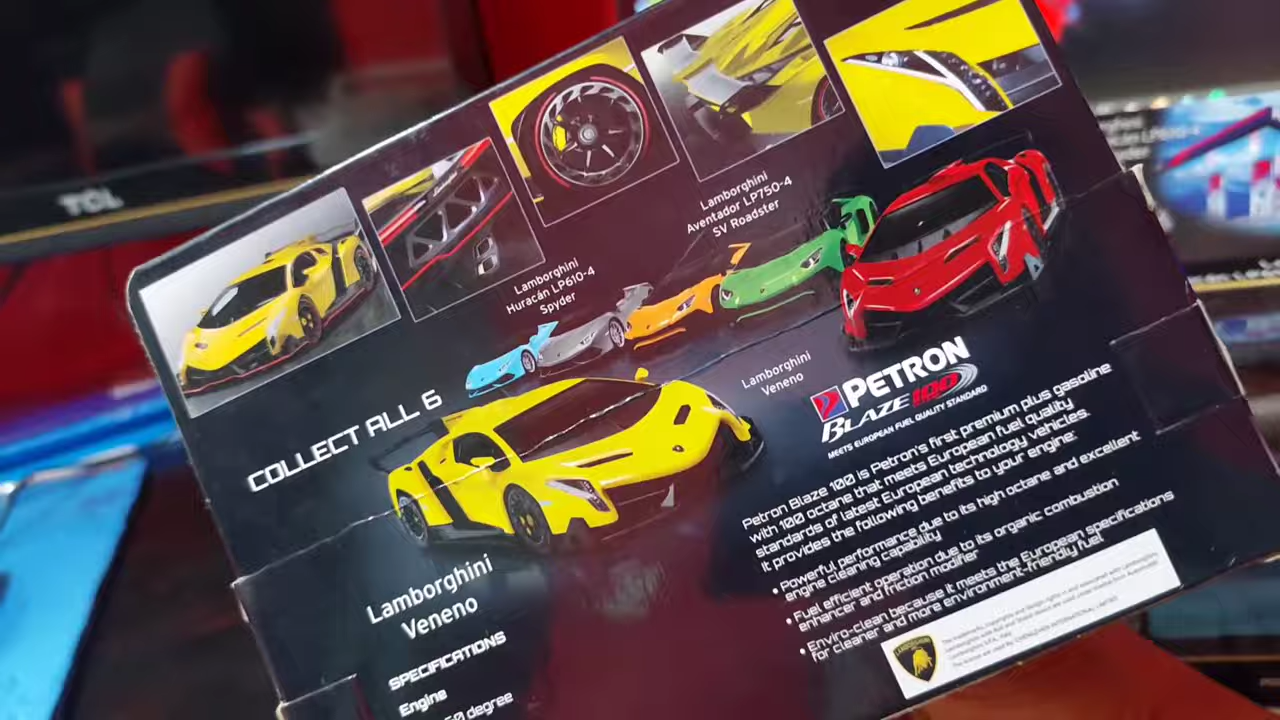 TCL
Lamborghini
Aventador LP750-4
SV Roadster
Lamborghini
Huracán LP610-4
Spyder
COLLECT ALL 6
Lamborghini
Veneno
PETRON
BLAZE 100
MEETS EUROPEAN FUEL QUALITY STANDARD
Petron Blaze 100 is Petron's first premium plus gasoline
with 100 octane that meets European fuel quality
standards of latest European technology vehicles.
It provides the following benefits to your engine:
• Powerful performance due to its high octane and excellent
engine cleaning capability
• Fuel efficient operation due to its organic combustion
enhancer and friction modifier
• Enviro-clean because it meets the European specifications
for cleaner and more environment-friendly fuel
Lamborghini
Veneno
SPECIFICATIONS
Engine
degree
LAMBORGHINI